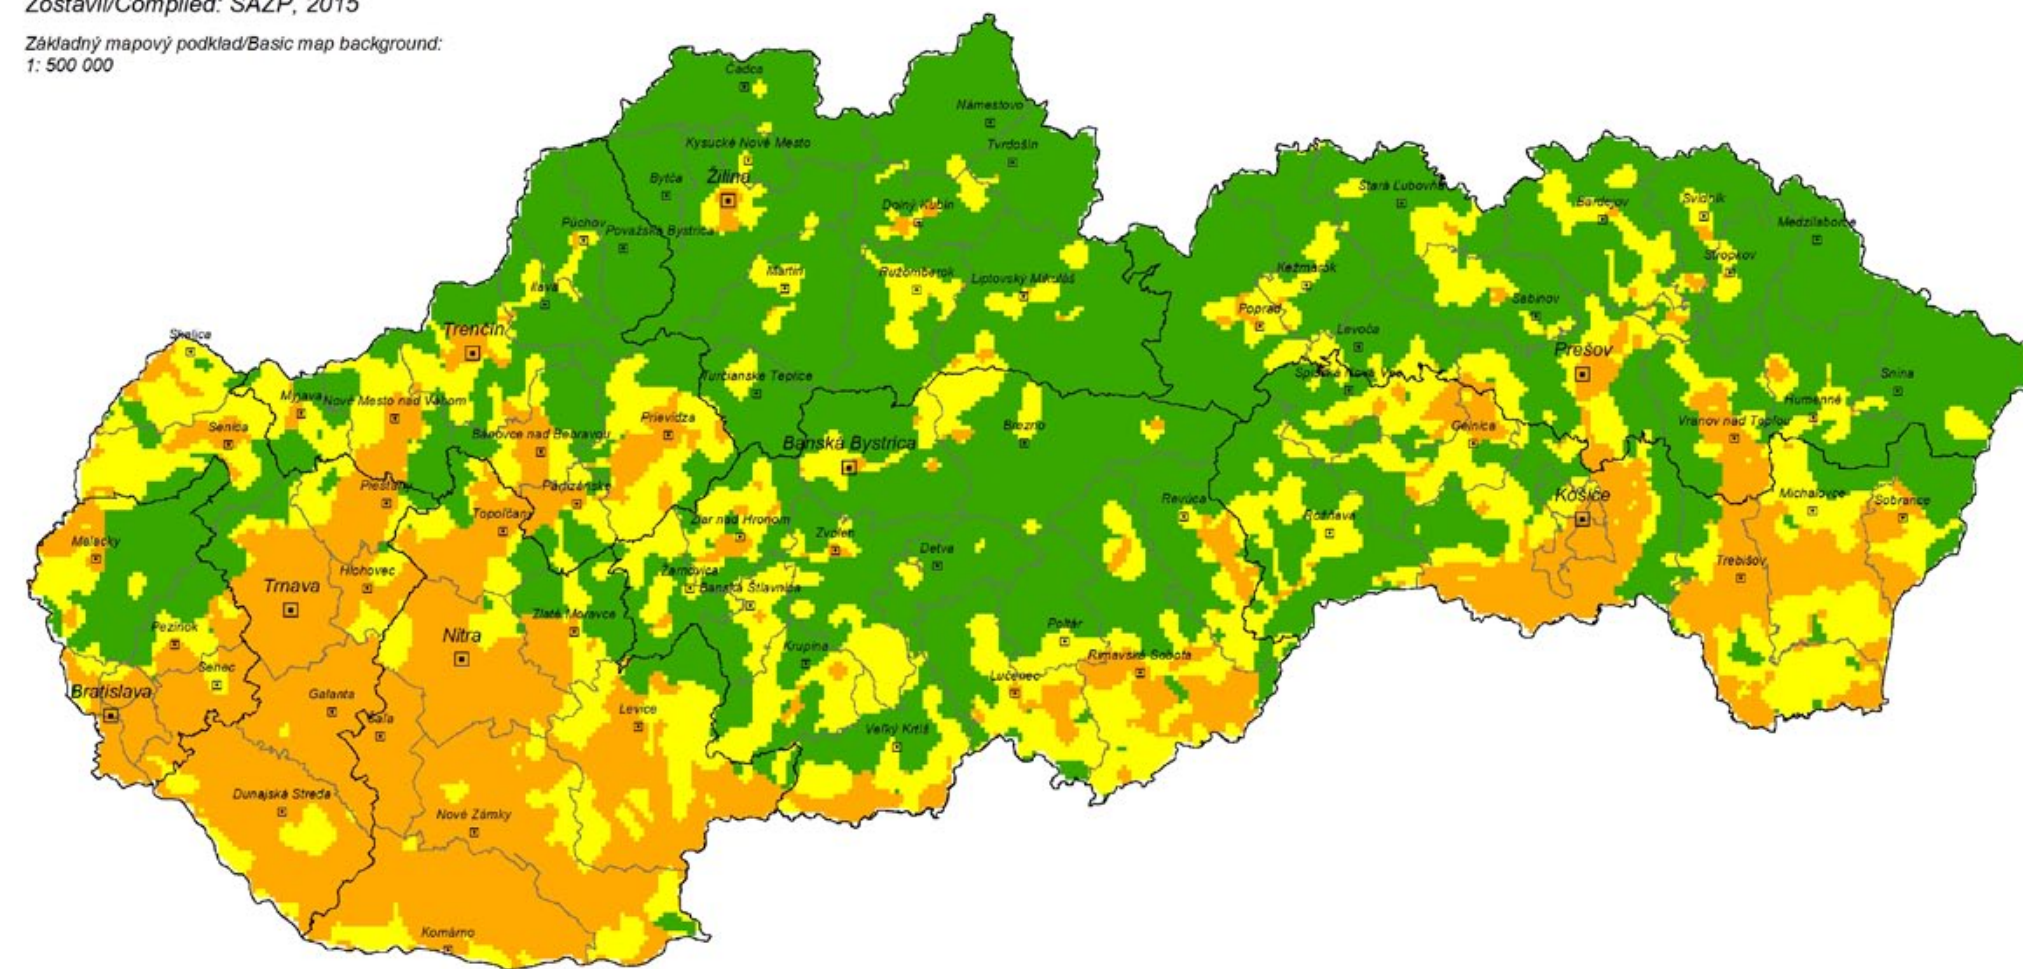 Zostavil/Compiled: SAŽP, 2015
Základný mapový podklad/Basic map background:
1: 500 000
Čadca
Námestovo
Kysucké Nové Mesto
Tvrdošín
Bytča
Žilina
Stará Ľubovňa
Dolný Kubín
Bardejov
Svidník
Púchov
Považská Bystrica
Medzilaborce
Martin
Ružomberok
Liptovský Mikuláš
Kežmarok
Stropkov
Ilava
Sabinov
Poprad
Trenčín
Skalica
Levoča
Prešov
Turčianske Teplice
Spišská Nová Ves
Snina
Myjava
Nové Mesto nad Váhom
Humenné
Senica
Prievidza
Brezno
Gelnica
Vranov nad Topľou
Bánovce nad Bebravou
Banská Bystrica
Piešťany
Partizánske
Revúca
Košice
Michalovce
Sobrance
Topoľčany
Žiar nad Hronom
Rožňava
Zvolen
Malacky
Detva
Hlohovec
Žarnovica
Trebišov
Trnava
Banská Štiavnica
Zlaté Moravce
Pezinok
Nitra
Poltár
Krupina
Rimavská Sobota
Senec
Lučenec
Bratislava
Galanta
Šaľa
Levice
Veľký Krtíš
Dunajská Streda
Nové Zámky
Komárno